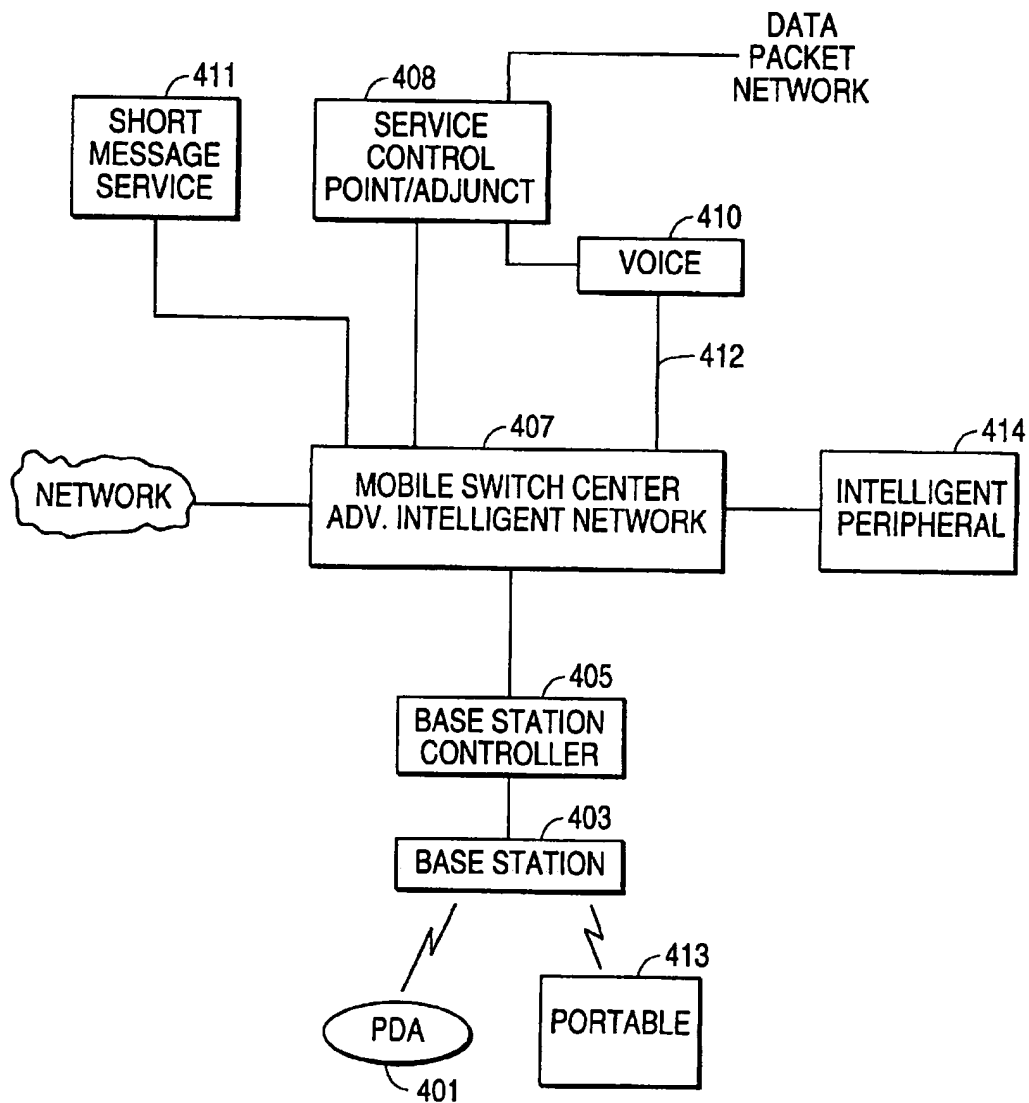 DATA
PACKET
NETWORK
411
SHORT
MESSAGE
SERVICE
408
SERVICE
CONTROL
POINT/ADJUNCT
410
VOICE
412
407
MOBILE SWITCH CENTER
ADV. INTELLIGENT NETWORK
NETWORK
414
INTELLIGENT
PERIPHERAL
405
BASE STATION
CONTROLLER
403
BASE STATION
413
PORTABLE
PDA
401